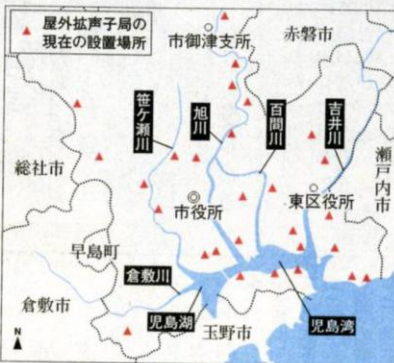 屋外拡声子局の
現在の設置場所
市御津支所
赤磐市
笹ケ瀬川
旭川
百間川
吉井川
総社市
瀬戸内市
市役所
東区役所
早島町
倉敷川
倉敷市
児島湖
玉野市
児島湾
N